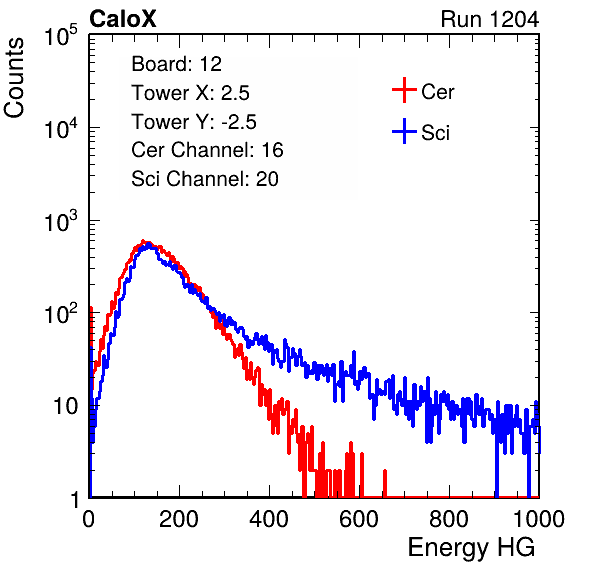 CaloX Run 1204
Counts
10^5
10^4
10^3
10^2
10
1
Board: 12
Tower X: 2.5
Tower Y: -2.5
Cer Channel: 16
Sci Channel: 20
Cer
Sci
0 200 400 600 800 1000
Energy HG